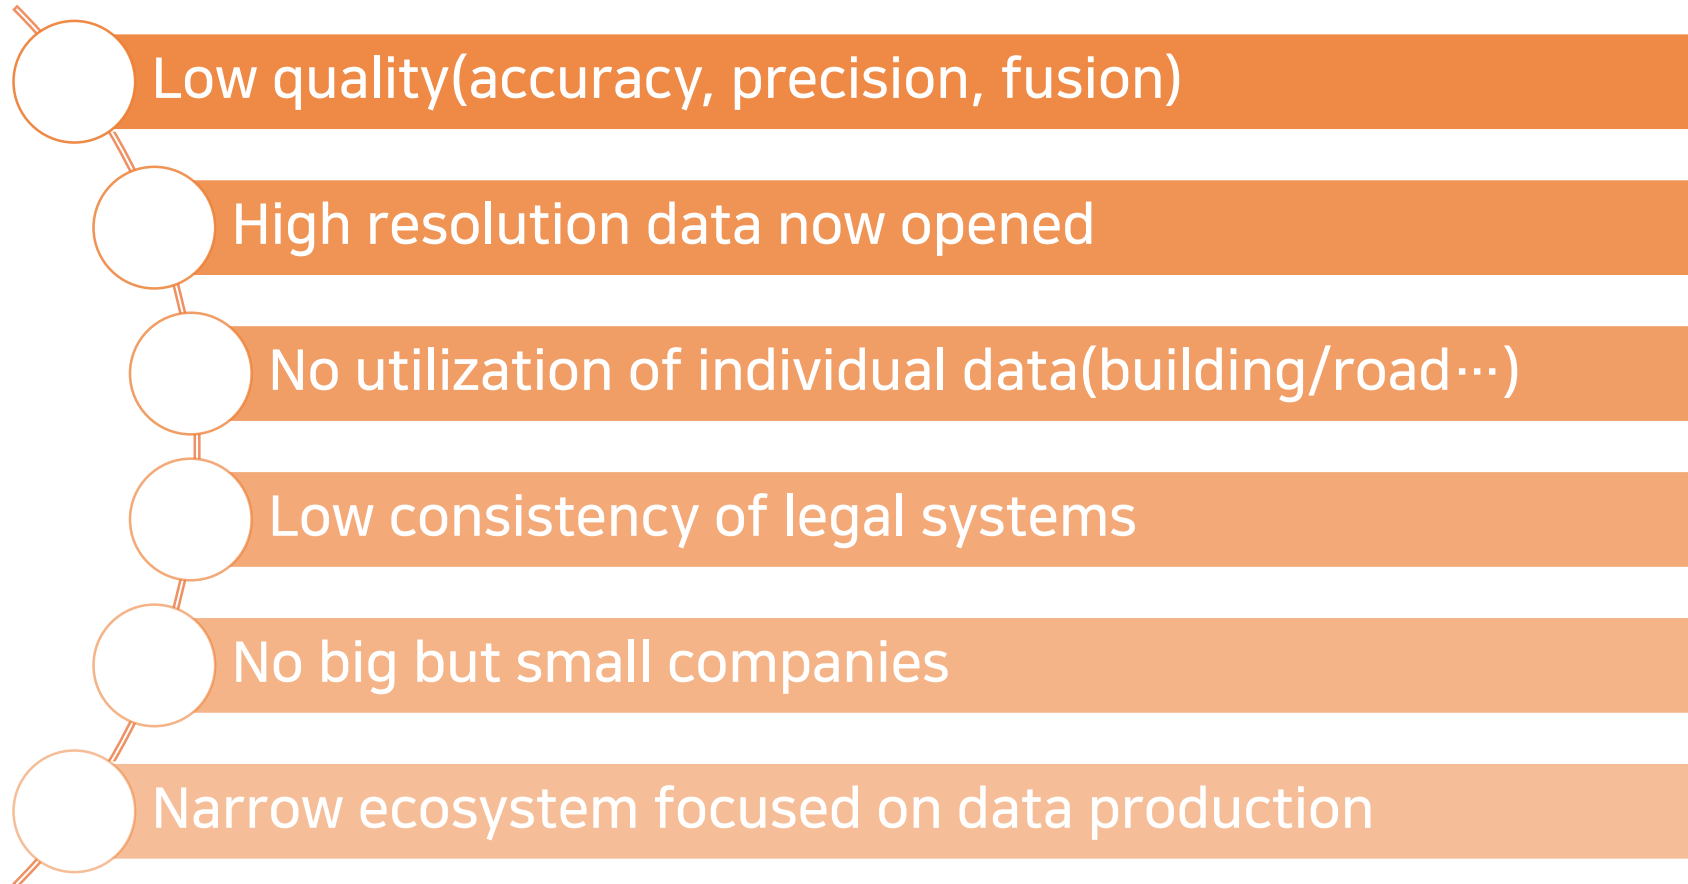 Low quality(accuracy, precision, fusion)
High resolution data now opened
No utilization of individual data(building/road⋯)
Low consistency of legal systems
No big but small companies
Narrow ecosystem focused on data production